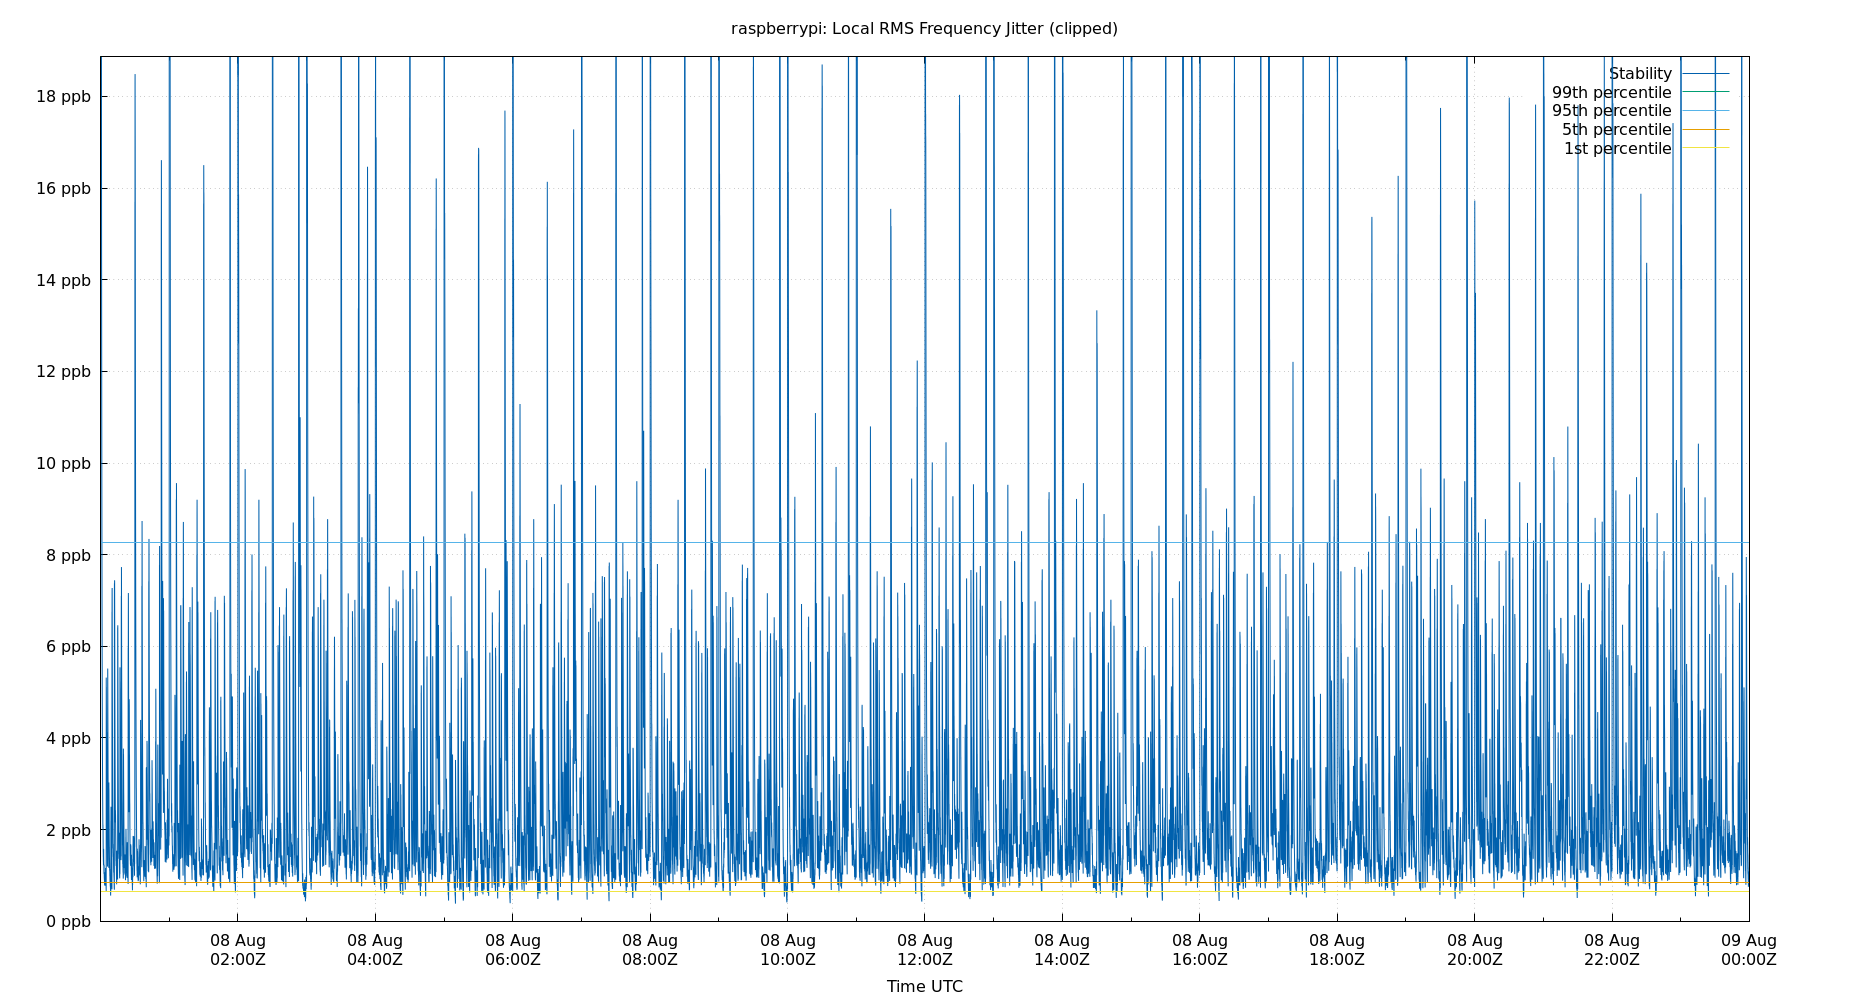 raspberrypi: Local RMS Frequency Jitter (clipped)
Stability
99th percentile
95th percentile
5th percentile
1st percentile
18 ppb
16 ppb
14 ppb
12 ppb
10 ppb
8 ppb
6 ppb
4 ppb
2 ppb
0 ppb
08 Aug 08 Aug 08 Aug 08 Aug 08 Aug 08 Aug 08 Aug 08 Aug 08 Aug 08 Aug 08 Aug 09 Aug
02:00Z 04:00Z 06:00Z 08:00Z 10:00Z 12:00Z 14:00Z 16:00Z 18:00Z 20:00Z 22:00Z 00:00Z
Time UTC